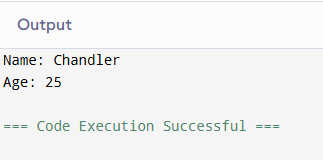 Output
Name: Chandler
Age: 25
=== Code Execution Successful ===